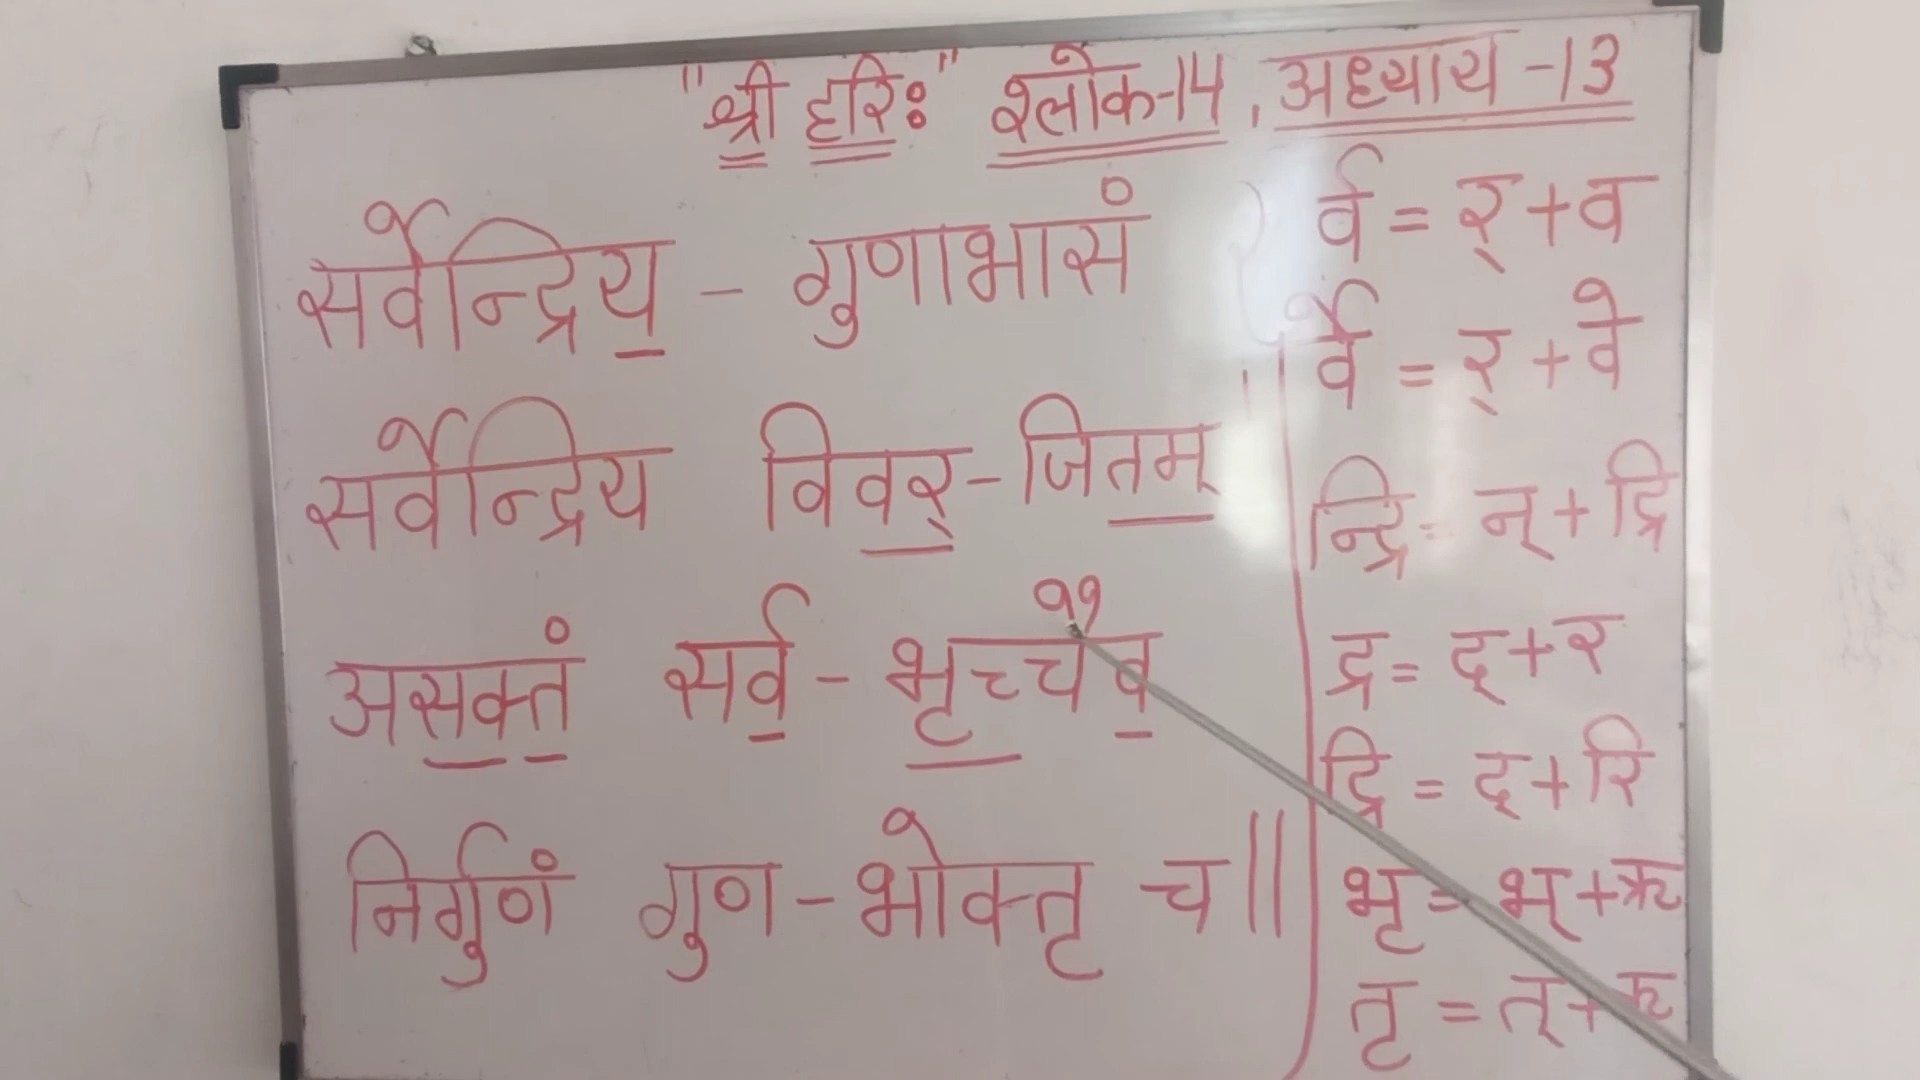 "श्री हरिः" श्लोक-14, अध्याय -13
सर्वेन्द्रिय - गुणाभासं
सर्वेन्द्रिय विवर्-जितम्
असक्तं सर्व - भृच्चैव
निर्गुणं गुण - भोक्तृ च ||
र्व = र् + व
र्वे = र् + वे
न्द्रि = न् + द्रि
द्र = द् + र
द्रि = द् + रि
भृ = भ् + ऋ
तृ = त् + ऋ